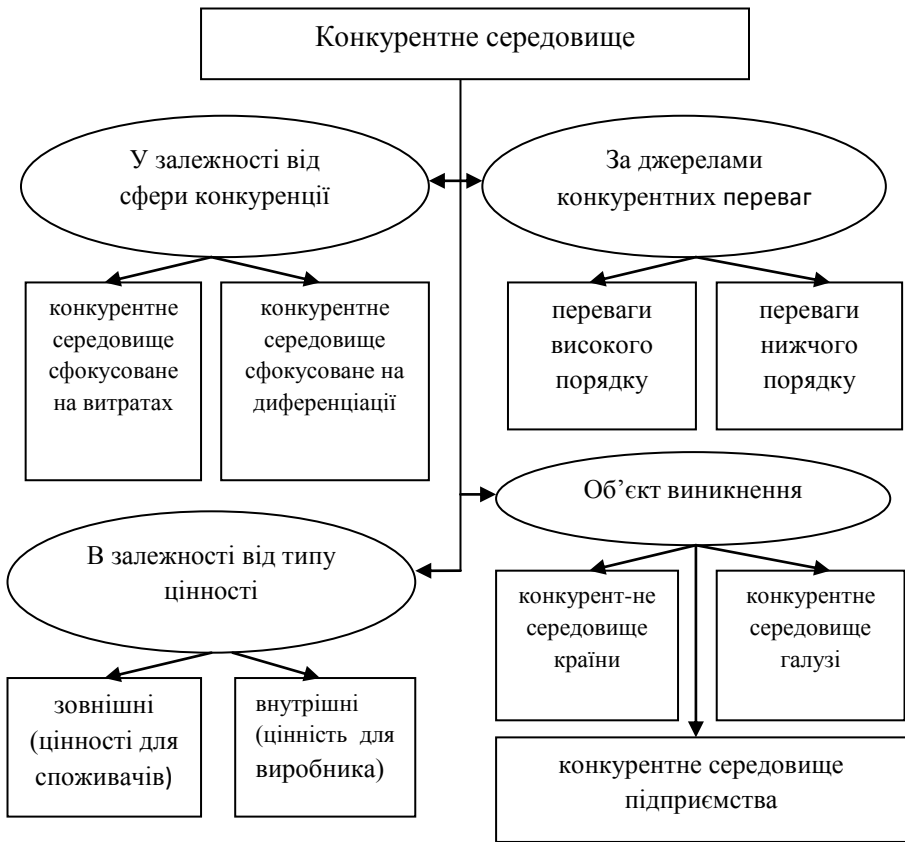 Конкурентне середовище
У залежності від
сфери конкуренції
За джерелами
конкурентних переваг
конкурентне
середовище
сфокусоване
на витратах
конкурентне
середовище
сфокусоване на
диференціації
переваги
високого
порядку
переваги
нижчого
порядку
Об’єкт виникнення
В залежності від типу
цінності
конкурент-не
середовище
країни
конкурентне
середовище
галузі
зовнішні
(цінності для
споживачів)
внутрішні
(цінність для
виробника)
конкурентне середовище
підприємства